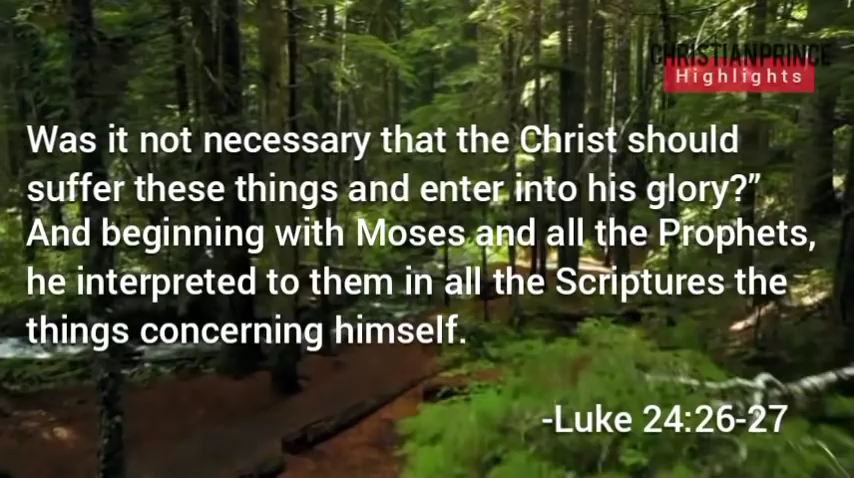 CHRISTIANPRINCE
Highlights
Was it not necessary that the Christ should
suffer these things and enter into his glory?”
And beginning with Moses and all the Prophets,
he interpreted to them in all the Scriptures the
things concerning himself.
-Luke 24:26-27